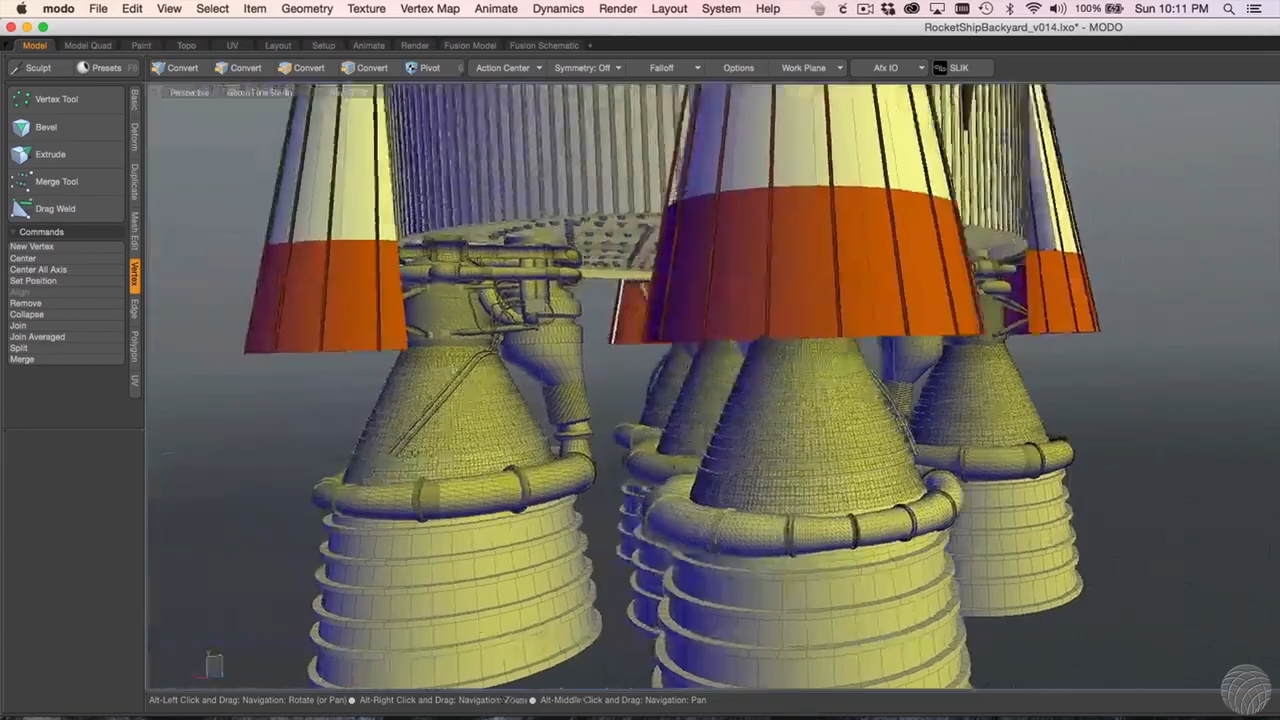 modo File Edit View Select Item Geometry Texture Vertex Map Animate Dynamics Render Layout System Help 100% Sun 10:11 PM
RocketShipBackyard_v014.lxo* - MODO
Model Model Quad Paint Topo UV Layout Setup Animate Render Fusion Model Fusion Schematic +
Sculpt Presets F6 Convert Convert Convert Convert Pivot Action Center Symmetry: Off Falloff Options Work Plane Afx IO SLIK
Perspective
Vertex Tool
Bevel
Extrude
Merge Tool
Drag Weld
Commands
New Vertex
Center
Center All Axis
Set Position
Align
Remove
Collapse
Join
Join Averaged
Split
Merge
Basic
Deform
Duplicate
Mesh Edit
Vertex
Edge
Polygon
UV
Alt-Left Click and Drag: Navigation: Rotate (or Pan) Alt-Right Click and Drag: Navigation: Zoom Alt-Middle Click and Drag: Navigation: Pan